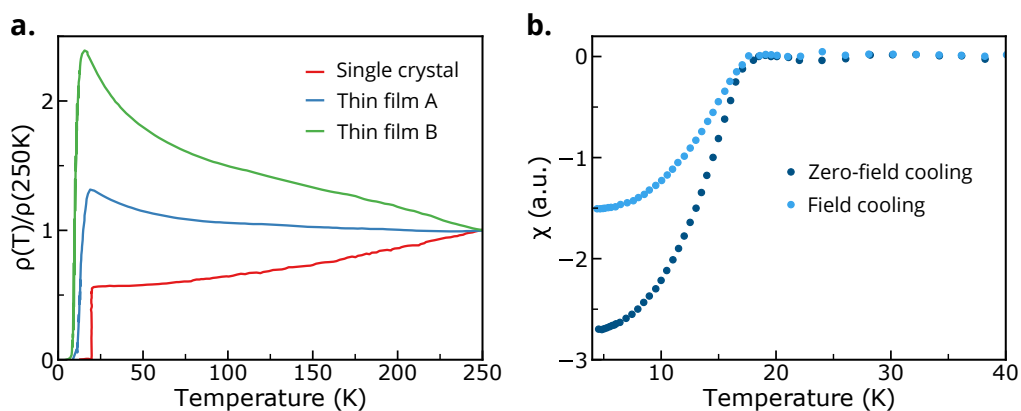 a.
ρ(T)/ρ(250K)
2
1
0
Single crystal
Thin film A
Thin film B
0 50 100 150 200 250
Temperature (K)
b.
χ (a.u.)
0
−1
−2
−3
Zero-field cooling
Field cooling
10 20 30 40
Temperature (K)